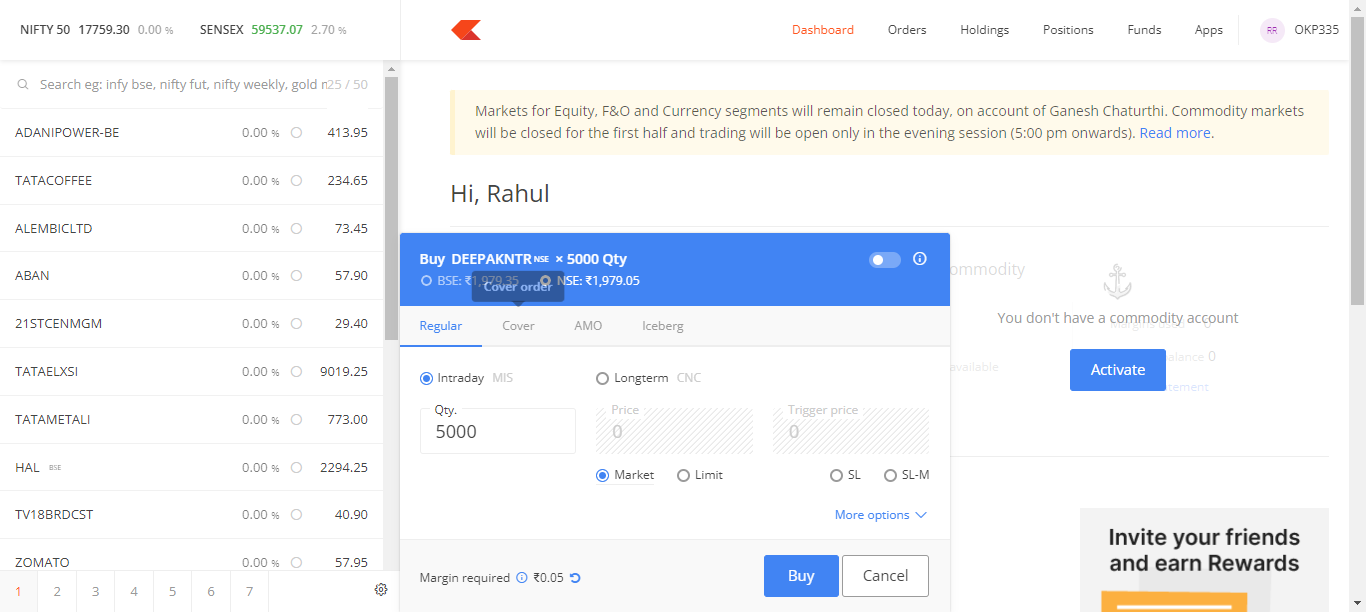 NIFTY 50 17759.30 0.00 % SENSEX 59537.07 2.70 %
Dashboard Orders Holdings Positions Funds Apps RR OKP335
Search eg: infy bse, nifty fut, nifty weekly, gold m 25 / 50
ADANIPOWER-BE 0.00 % 413.95
TATACOFFEE 0.00 % 234.65
ALEMBICLTD 0.00 % 73.45
ABAN 0.00 % 57.90
21STCENMGM 0.00 % 29.40
TATAELXSI 0.00 % 9019.25
TATAMETALI 0.00 % 773.00
HAL BSE 0.00 % 2294.25
TV18BRDCST 0.00 % 40.90
ZOMATO 0.00 % 57.95
1 2 3 4 5 6 7
Markets for Equity, F&O and Currency segments will remain closed today, on account of Ganesh Chaturthi. Commodity markets
will be closed for the first half and trading will be open only in the evening session (5:00 pm onwards). Read more.
Hi, Rahul
Buy DEEPAKNTR NSE × 5000 Qty
BSE: ₹1,979.35 NSE: ₹1,979.05
Cover order
Regular Cover AMO Iceberg
Intraday MIS Longterm CNC
Qty. Price Trigger price
5000 0 0
Market Limit SL SL-M
More options
Margin required ₹0.05
Buy Cancel
ommodity
You don't have a commodity account
Margins used 0
available
alance 0
Activate
tement
Invite your friends
and earn Rewards